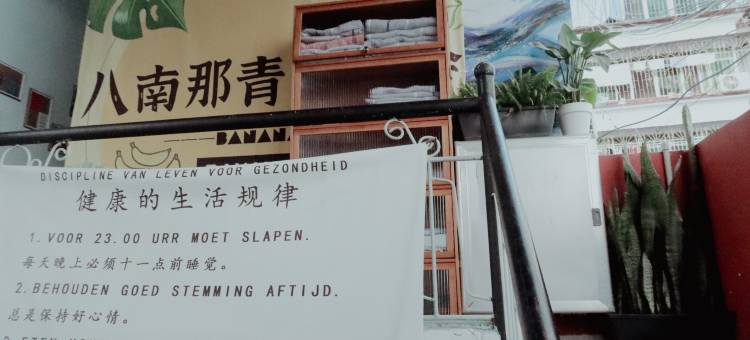 八南那青
BANAN
DISCIPLINE VAN LEVEN VOOR GEZONDHEID
健康的生活规律
1. VOOR 23.00 URR MOET SLAPEN.
每天晚上必须十一点前睡觉。
2. BEHOUDEN GOED STEMMING AFTIJD.
总是保持好心情。